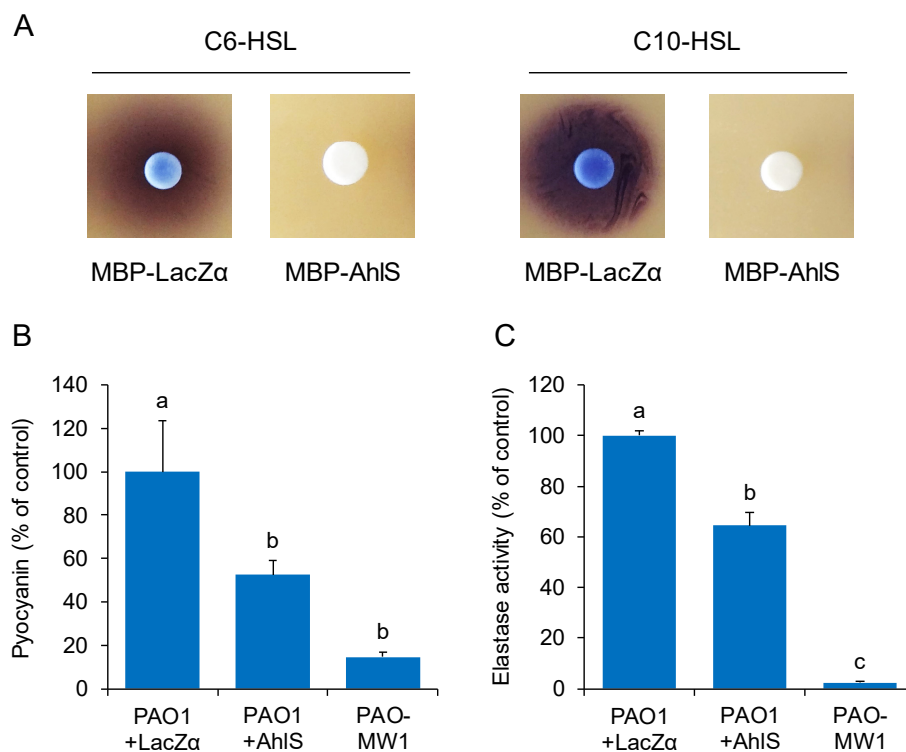 A
C6-HSL
C10-HSL
MBP-LacZα
MBP-AhlS
MBP-LacZα
MBP-AhlS
B
Pyocyanin (% of control)
140
120
100
80
60
40
20
0
a
b
b
PAO1
+LacZα
PAO1
+AhlS
PAO-
MW1
C
Elastase activity (% of control)
120
100
80
60
40
20
0
a
b
c
PAO1
+LacZα
PAO1
+AhlS
PAO-
MW1